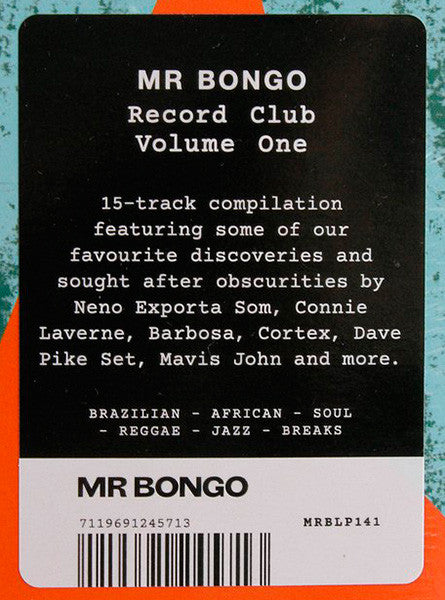 MR BONGO
Record Club
Volume One
15-track compilation
featuring some of our
favourite discoveries and
sought after obscurities by
Neno Exporta Som, Connie
Laverne, Barbosa, Cortex, Dave
Pike Set, Mavis John and more.
BRAZILIAN - AFRICAN - SOUL
- REGGAE - JAZZ - BREAKS
MR BONGO
7119691245713
MRBLP141